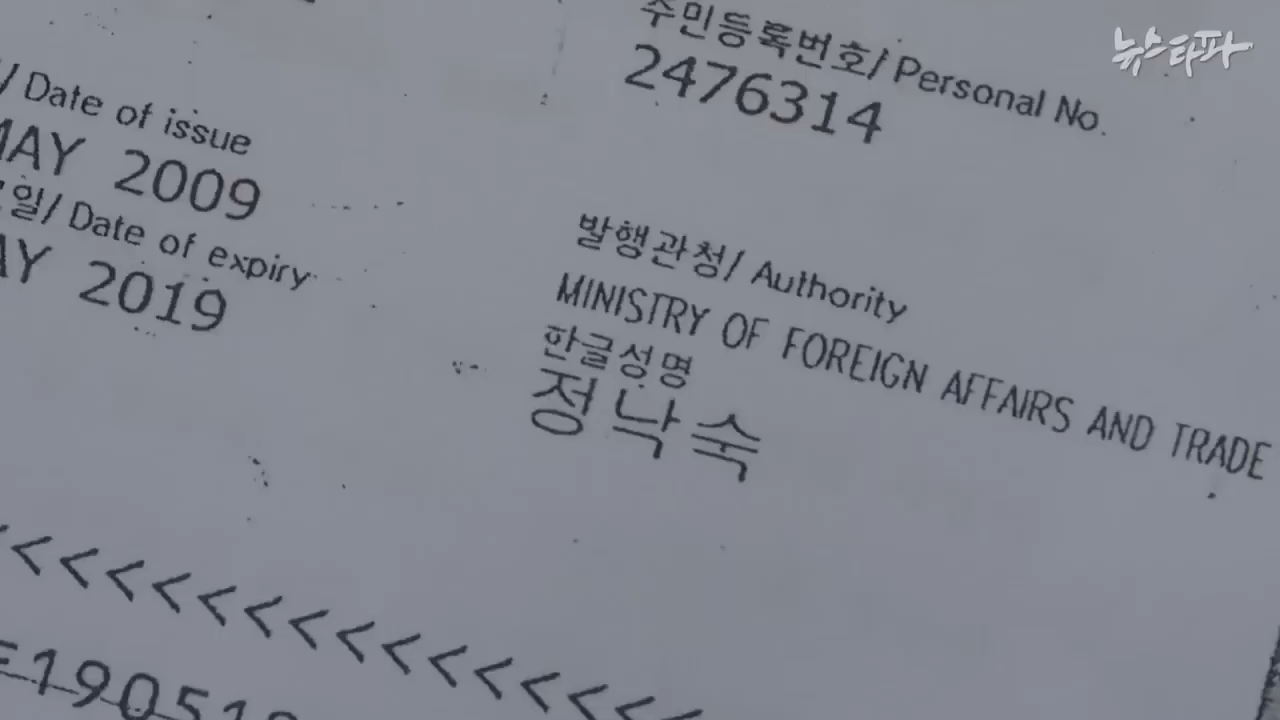 뉴스타파
주민등록번호/ Personal No.
2476314
/ Date of issue
MAY 2009
일/ Date of expiry
2019
발행관청/ Authority
MINISTRY OF FOREIGN AFFAIRS AND TRADE
한글성명
정낙숙
<<<<<<<<<<<<<<<